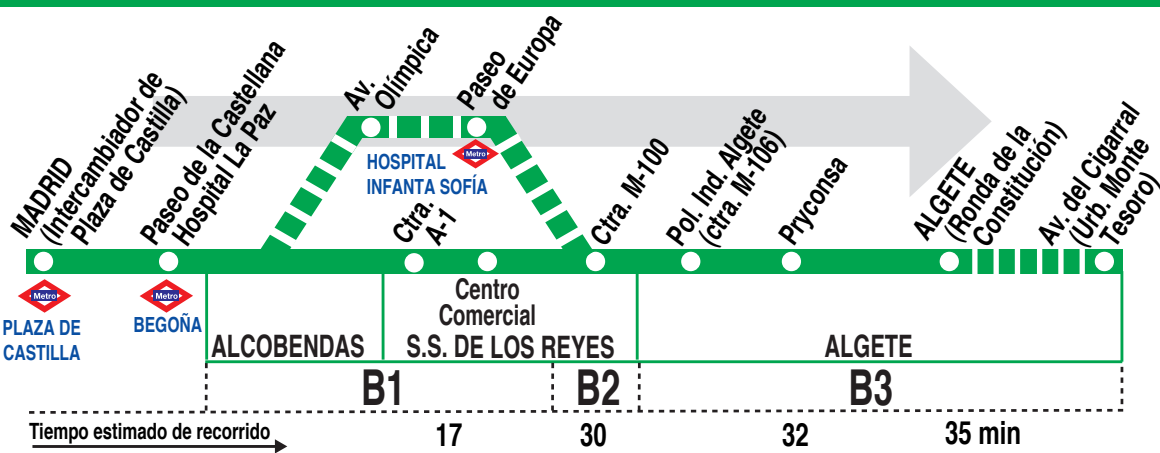 MADRID
(Intercambiador de
Plaza de Castilla)
Paseo de la Castellana
Hospital La Paz
Av.
Olímpica
Paseo
de Europa
Metro
HOSPITAL
INFANTA SOFÍA
Ctra.
A-1
Ctra. M-100
Pol. Ind. Algete
(ctra. M-106)
Pryconsa
ALGETE
(Ronda de la
Constitución)
Av. del Cigarral
(Urb. Monte
Tesoro)
Metro
PLAZA DE
CASTILLA
Metro
BEGOÑA
Centro
Comercial
ALCOBENDAS
S.S. DE LOS REYES
ALGETE
B1
B2
B3
Tiempo estimado de recorrido
17
30
32
35 min